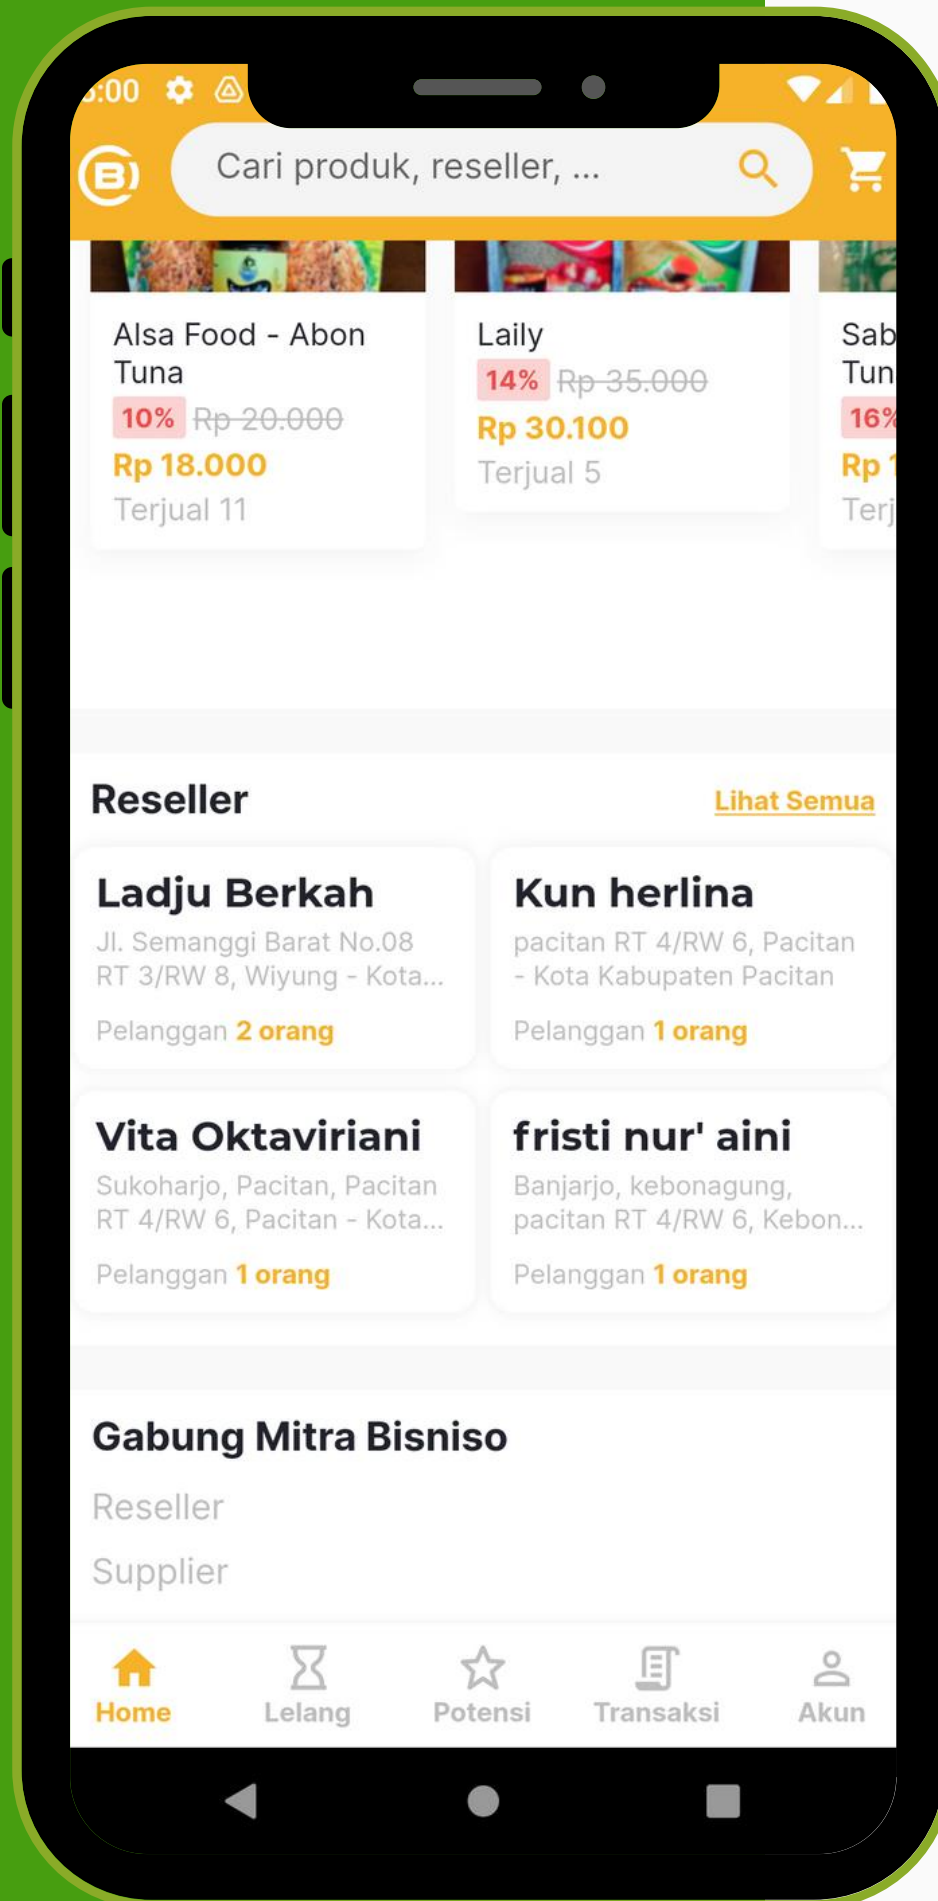 :00
B
Cari produk, reseller, ...
Alsa Food - Abon
Tuna
10% Rp 20.000
Rp 18.000
Terjual 11
Laily
14% Rp 35.000
Rp 30.100
Terjual 5
Sab
Tun
16%
Rp 1
Terj
Reseller
Lihat Semua
Ladju Berkah
Jl. Semanggi Barat No.08
RT 3/RW 8, Wiyung - Kota...
Pelanggan 2 orang
Kun herlina
pacitan RT 4/RW 6, Pacitan
- Kota Kabupaten Pacitan
Pelanggan 1 orang
Vita Oktaviriani
Sukoharjo, Pacitan, Pacitan
RT 4/RW 6, Pacitan - Kota...
Pelanggan 1 orang
fristi nur' aini
Banjarjo, kebonagung,
pacitan RT 4/RW 6, Kebon...
Pelanggan 1 orang
Gabung Mitra Bisniso
Reseller
Supplier
Home
Lelang
Potensi
Transaksi
Akun